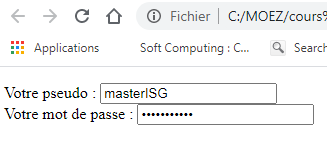 Fichier | C:/MOEZ/cours%
Applications Soft Computing : C... Search
Votre pseudo : masterISG
Votre mot de passe : •••••••••••